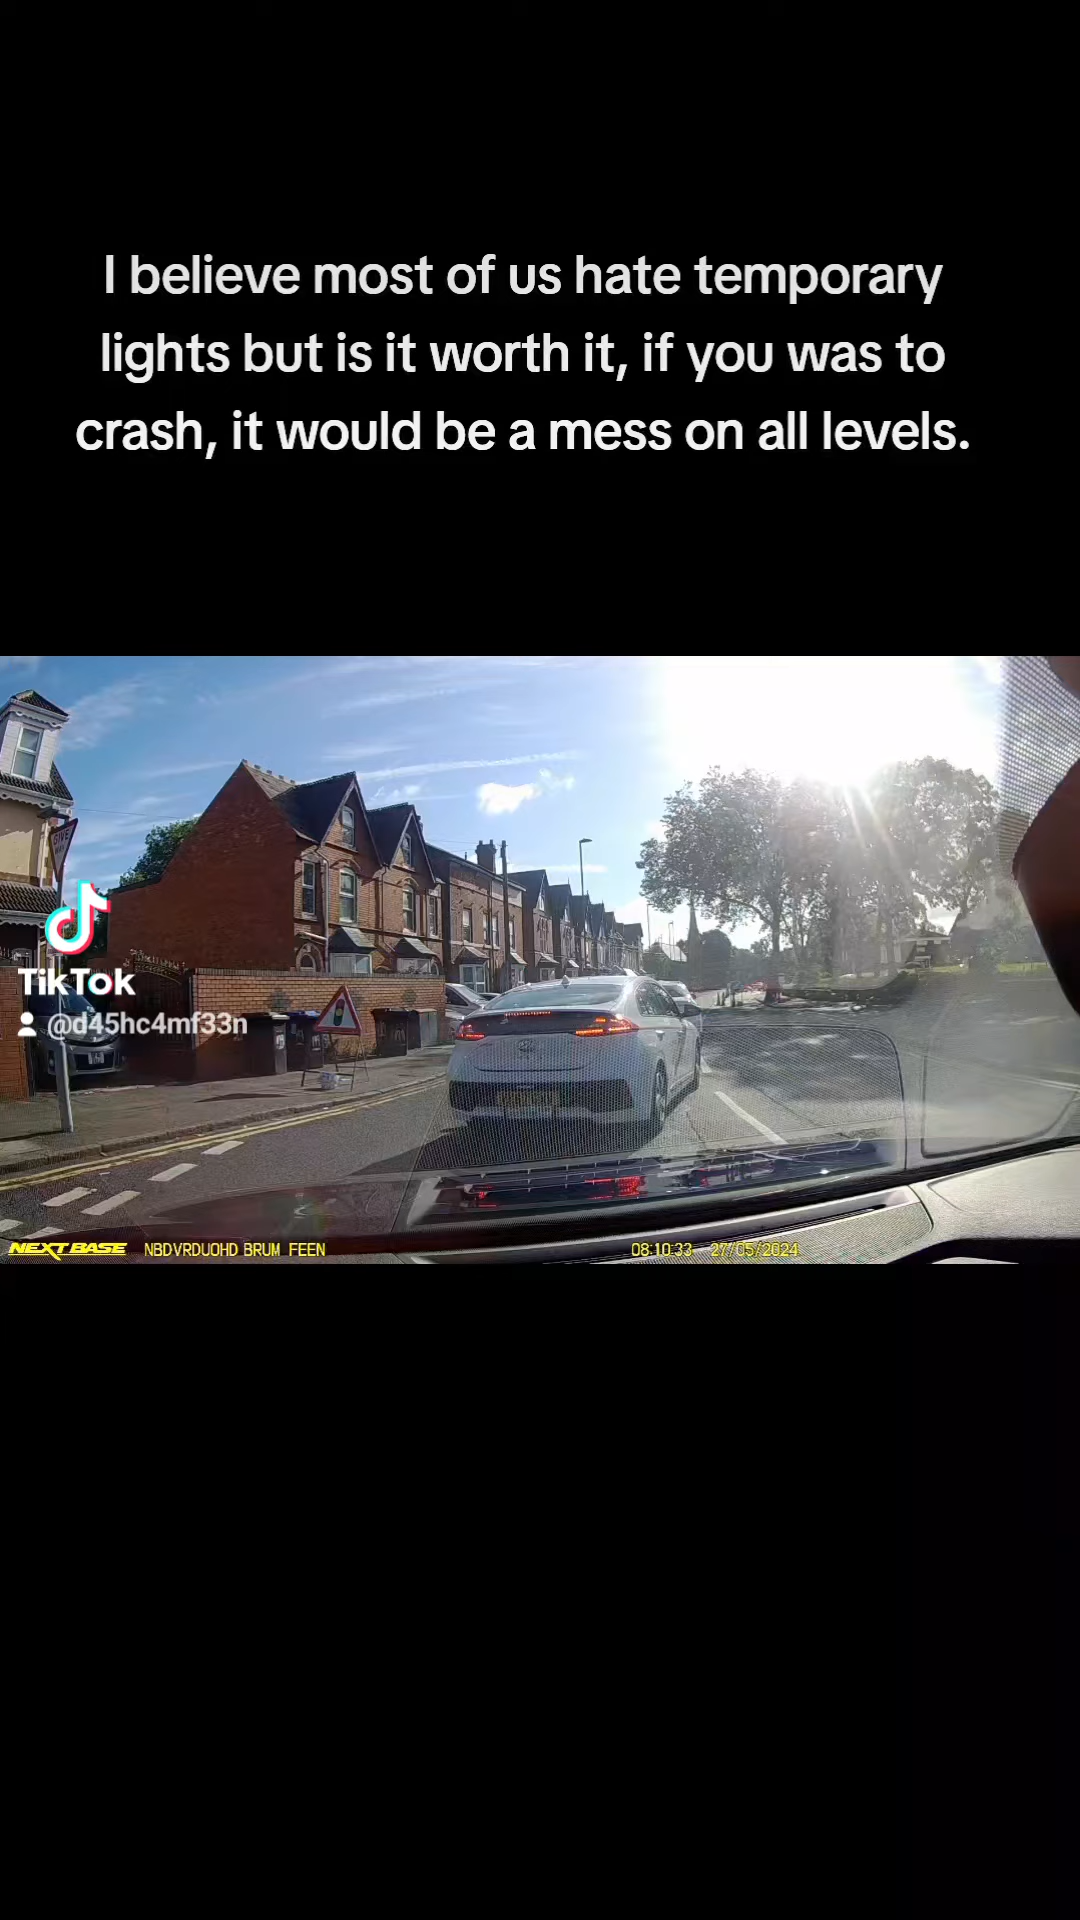 I believe most of us hate temporary
lights but is it worth it, if you was to
crash, it would be a mess on all levels.
GIVE
TikTok
@d45hc4mf33n
NEXTBASE NBDVRDUOHD BRUM FEEN 08:10:33 27/05/2024